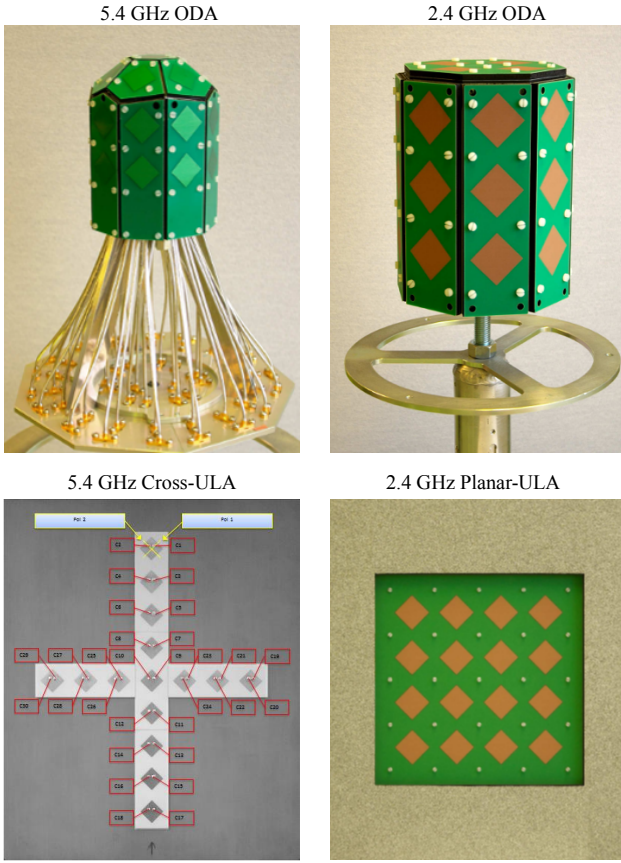 5.4 GHz ODA
2.4 GHz ODA
5.4 GHz Cross-ULA
2.4 GHz Planar-ULA
Pol 2
Pol 1
C2
C1
C4
C3
C6
C5
C8
C7
C29
C27
C25
C10
C9
C23
C21
C19
C30
C28
C26
C24
C22
C20
C12
C11
C14
C13
C16
C15
C18
C17